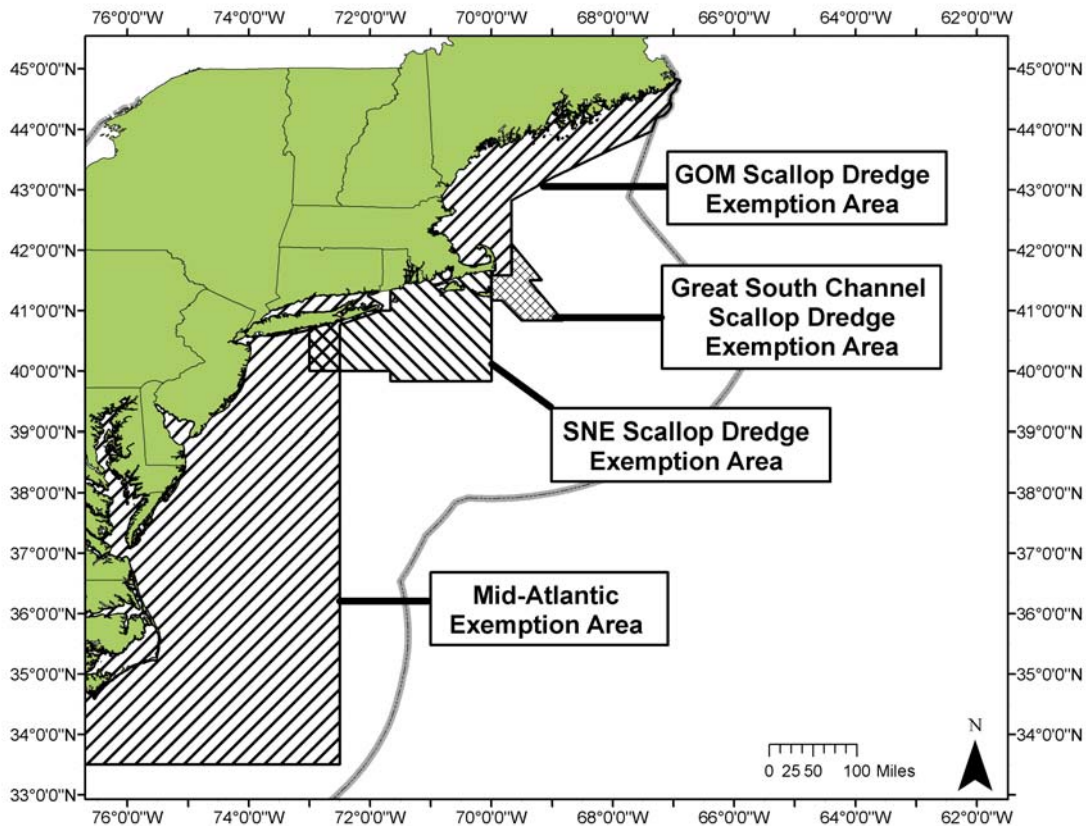 76°0'0"W 74°0'0"W 72°0'0"W 70°0'0"W 68°0'0"W 66°0'0"W 64°0'0"W 62°0'0"W
45°0'0"N 45°0'0"N
44°0'0"N 44°0'0"N
GOM Scallop Dredge
Exemption Area
43°0'0"N 43°0'0"N
42°0'0"N 42°0'0"N
Great South Channel
Scallop Dredge
Exemption Area
41°0'0"N 41°0'0"N
40°0'0"N 40°0'0"N
SNE Scallop Dredge
Exemption Area
39°0'0"N 39°0'0"N
38°0'0"N 38°0'0"N
37°0'0"N 37°0'0"N
Mid-Atlantic
Exemption Area
36°0'0"N 36°0'0"N
35°0'0"N 35°0'0"N
34°0'0"N 34°0'0"N
N
0 25 50 100 Miles
33°0'0"N 33°0'0"N
76°0'0"W 74°0'0"W 72°0'0"W 70°0'0"W 68°0'0"W 66°0'0"W 64°0'0"W 62°0'0"W